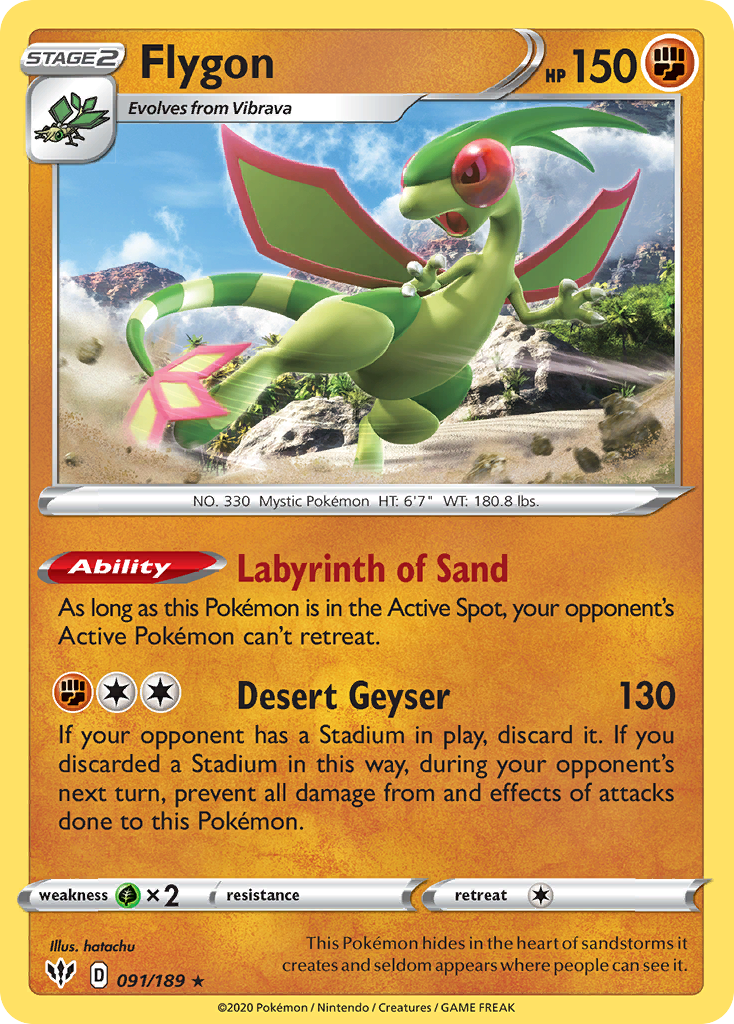 STAGE 2
Flygon
HP 150
Evolves from Vibrava
NO. 330 Mystic Pokémon HT: 6'7" WT: 180.8 lbs.
Ability Labyrinth of Sand
As long as this Pokémon is in the Active Spot, your opponent's
Active Pokémon can't retreat.
Desert Geyser 130
If your opponent has a Stadium in play, discard it. If you
discarded a Stadium in this way, during your opponent's
next turn, prevent all damage from and effects of attacks
done to this Pokémon.
weakness ×2 resistance retreat
Illus. hatachu
D 091/189 ★
This Pokémon hides in the heart of sandstorms it
creates and seldom appears where people can see it.
©2020 Pokémon / Nintendo / Creatures / GAME FREAK